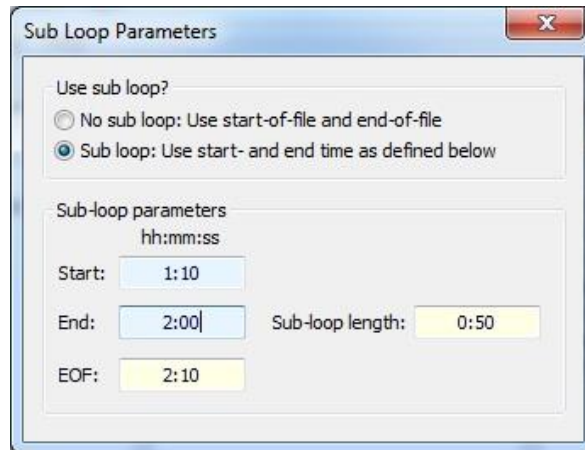 Sub Loop Parameters
Use sub loop?
No sub loop: Use start-of-file and end-of-file
Sub loop: Use start- and end time as defined below
Sub-loop parameters
hh:mm:ss
Start: 1:10
End: 2:00 Sub-loop length: 0:50
EOF: 2:10